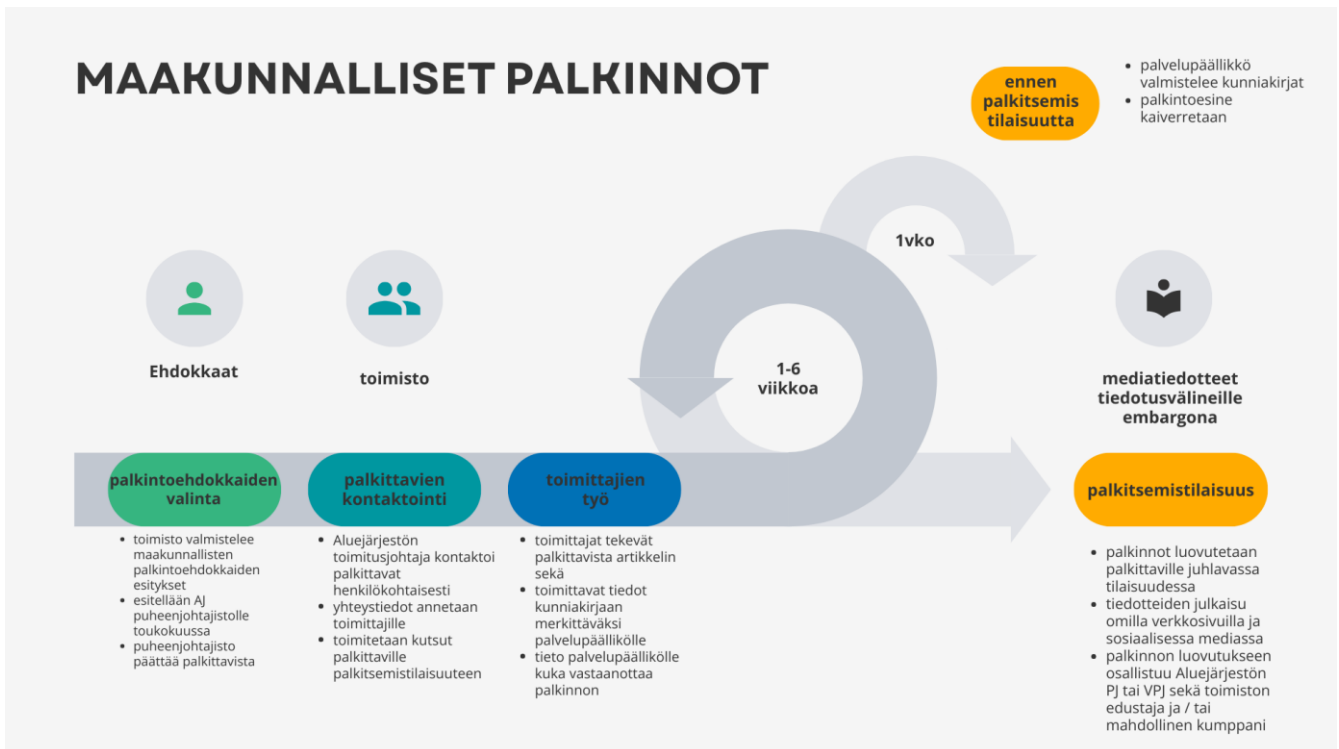 MAAKUNNALLISET PALKINNOT
ennen
palkitsemis
tilaisuutta
• palvelupäällikkö
valmistelee kunniakirjat
• palkintoesine
kaiverretaan
1vko
1-6
viikkoa
Ehdokkaat
toimisto
mediatiedotteet
tiedotusvälineille
embargona
palkintoehdokkaiden
valinta
• toimisto valmistelee
maakunnallisten
palkintoehdokkaiden
esitykset
• esitellään AJ
puheenjohtajistolle
toukokuussa
• puheenjohtajisto
päättää palkittavista
palkittavien
kontaktointi
• Aluejärjestön
toimitusjohtaja kontaktoi
palkittavat
henkilökohtaisesti
• yhteystiedot annetaan
toimittajille
• toimitetaan kutsut
palkittaville
palkitsemistilaisuuteen
toimittajien
työ
• toimittajat tekevät
palkittavista artikkelin
sekä
• toimittavat tiedot
kunniakirjaan
merkittäväksi
palvelupäällikölle
• tieto palvelupäällikölle
kuka vastaanottaa
palkinnon
palkitsemistilaisuus
• palkinnot luovutetaan
palkittaville juhlavassa
tilaisuudessa
• tiedotteiden julkaisu
omilla verkkosivuilla ja
sosiaalisessa mediassa
• palkinnon luovutukseen
osallistuu Aluejärjestön
PJ tai VPJ sekä toimiston
edustaja ja / tai
mahdollinen kumppani